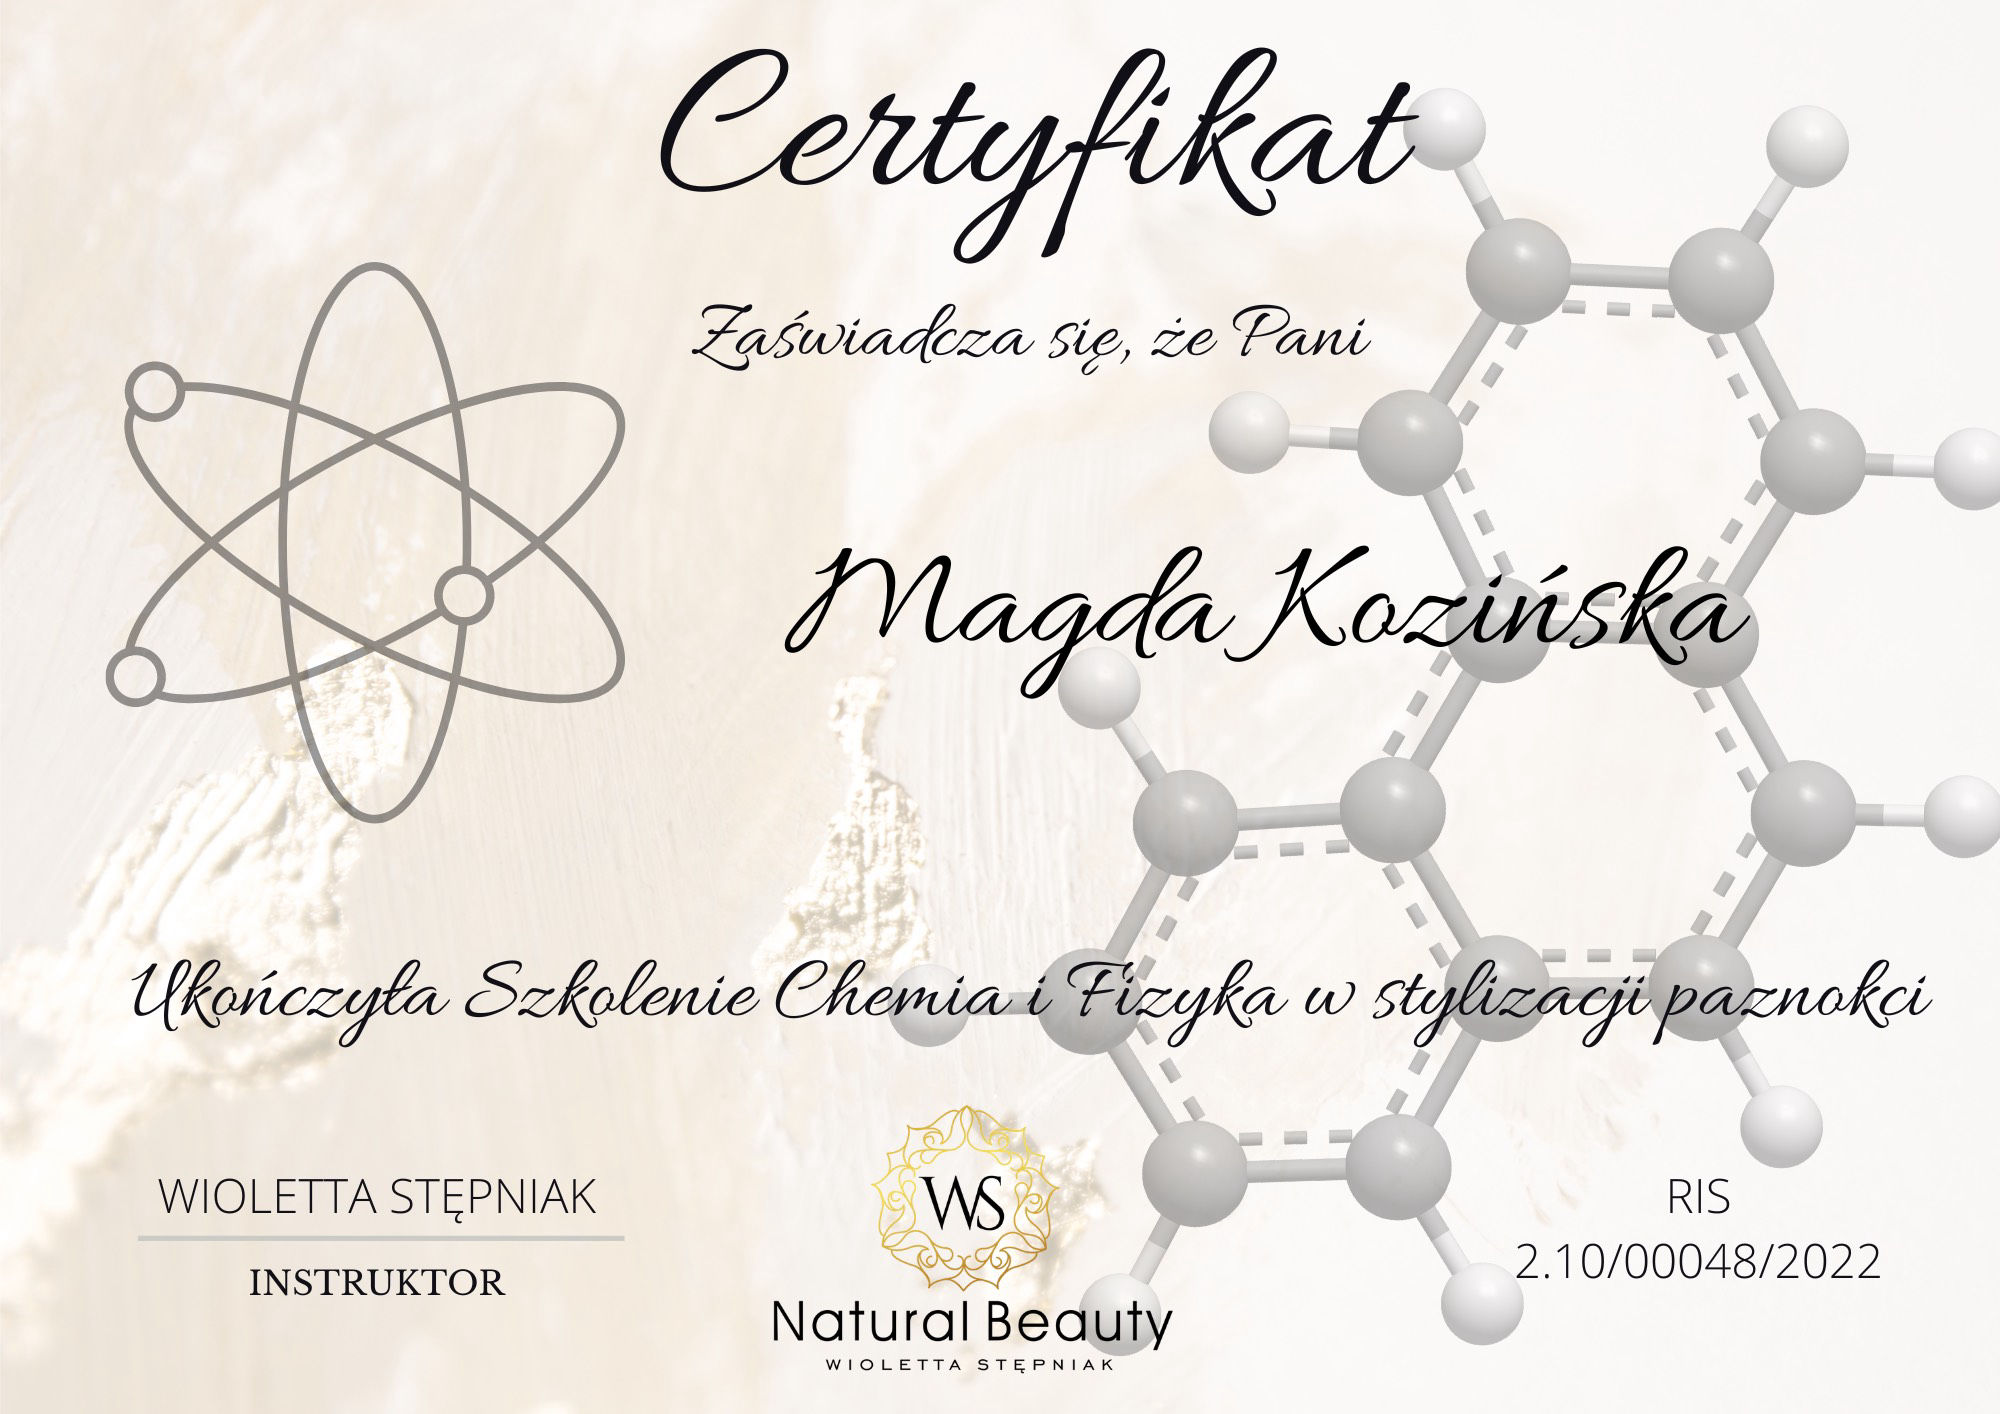 Certyfikat
Zaświadcza się, że Pani
Magda Kozińska
Ukończyła Szkolenie Chemia i Fizyka w stylizacji paznokci
WIOLETTA STĘPNIAK
INSTRUKTOR
WS
Natural Beauty
WIOLETTA STĘPNIAK
RIS
2.10/00048/2022